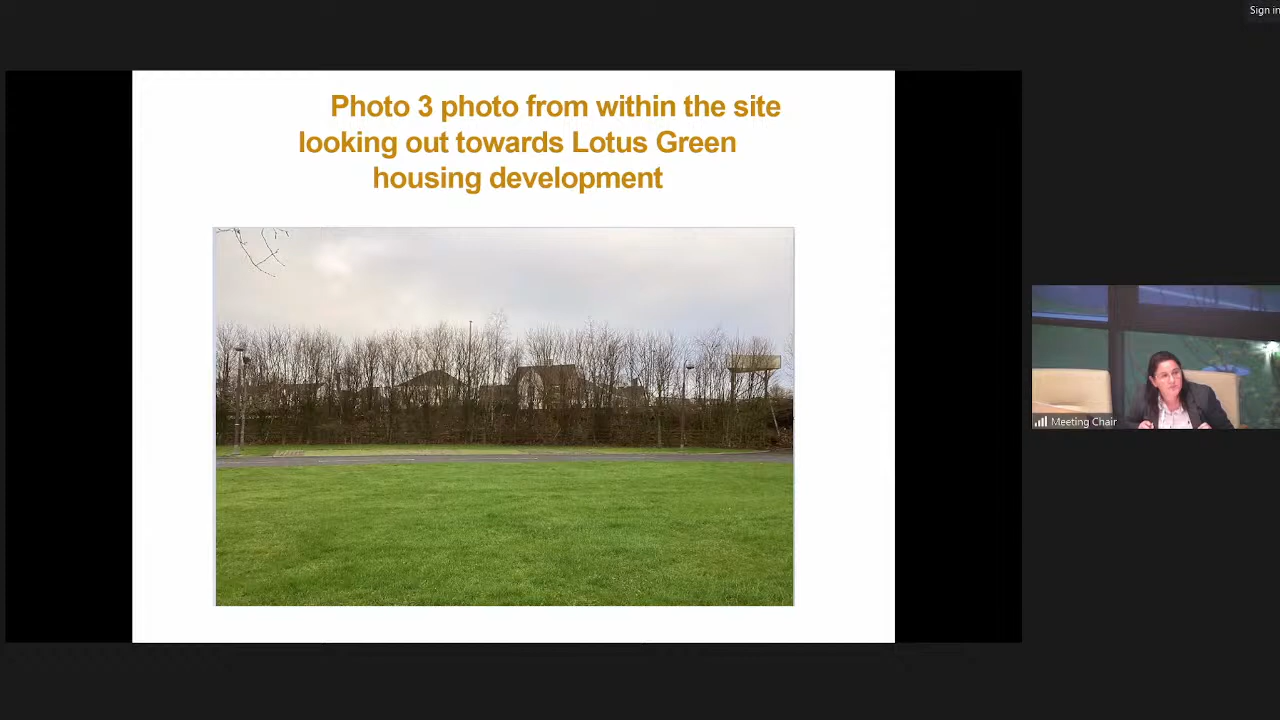 Sign in
Photo 3 photo from within the site
looking out towards Lotus Green
housing development
Meeting Chair